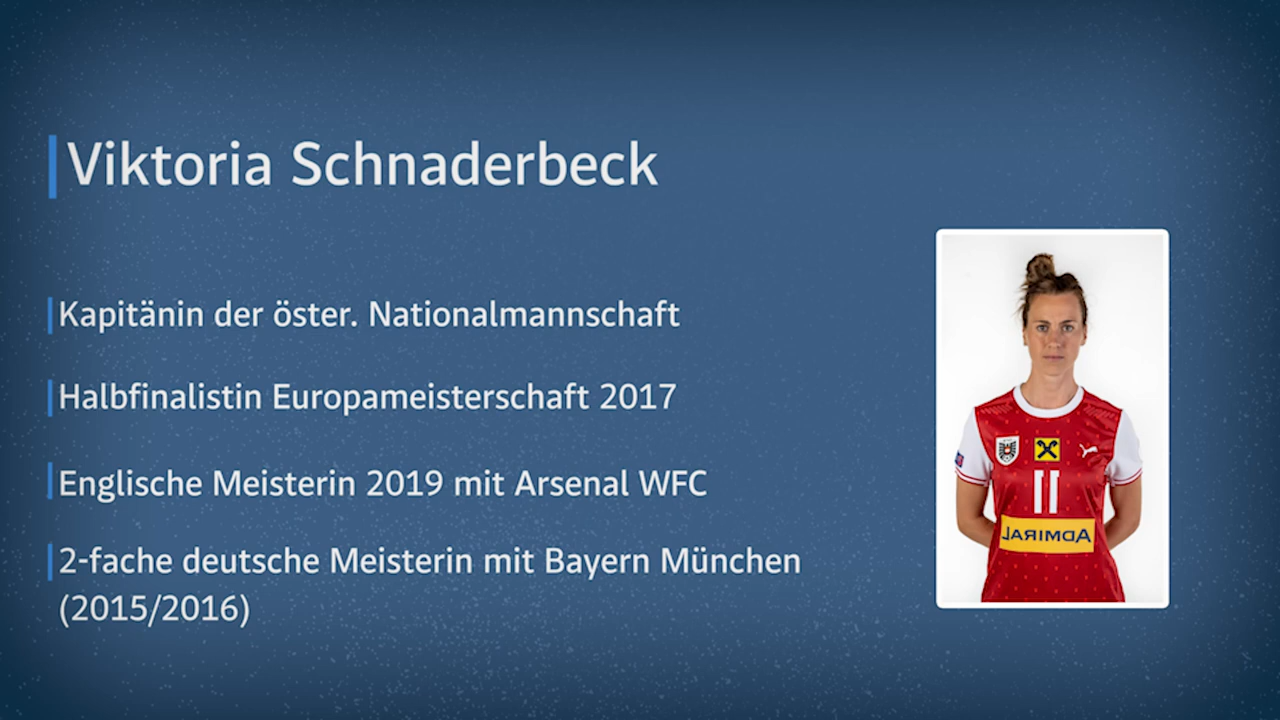 Viktoria Schnaderbeck
Kapitänin der öster. Nationalmannschaft
Halbfinalistin Europameisterschaft 2017
Englische Meisterin 2019 mit Arsenal WFC
2-fache deutsche Meisterin mit Bayern München
(2015/2016)
11
ADMIRAL